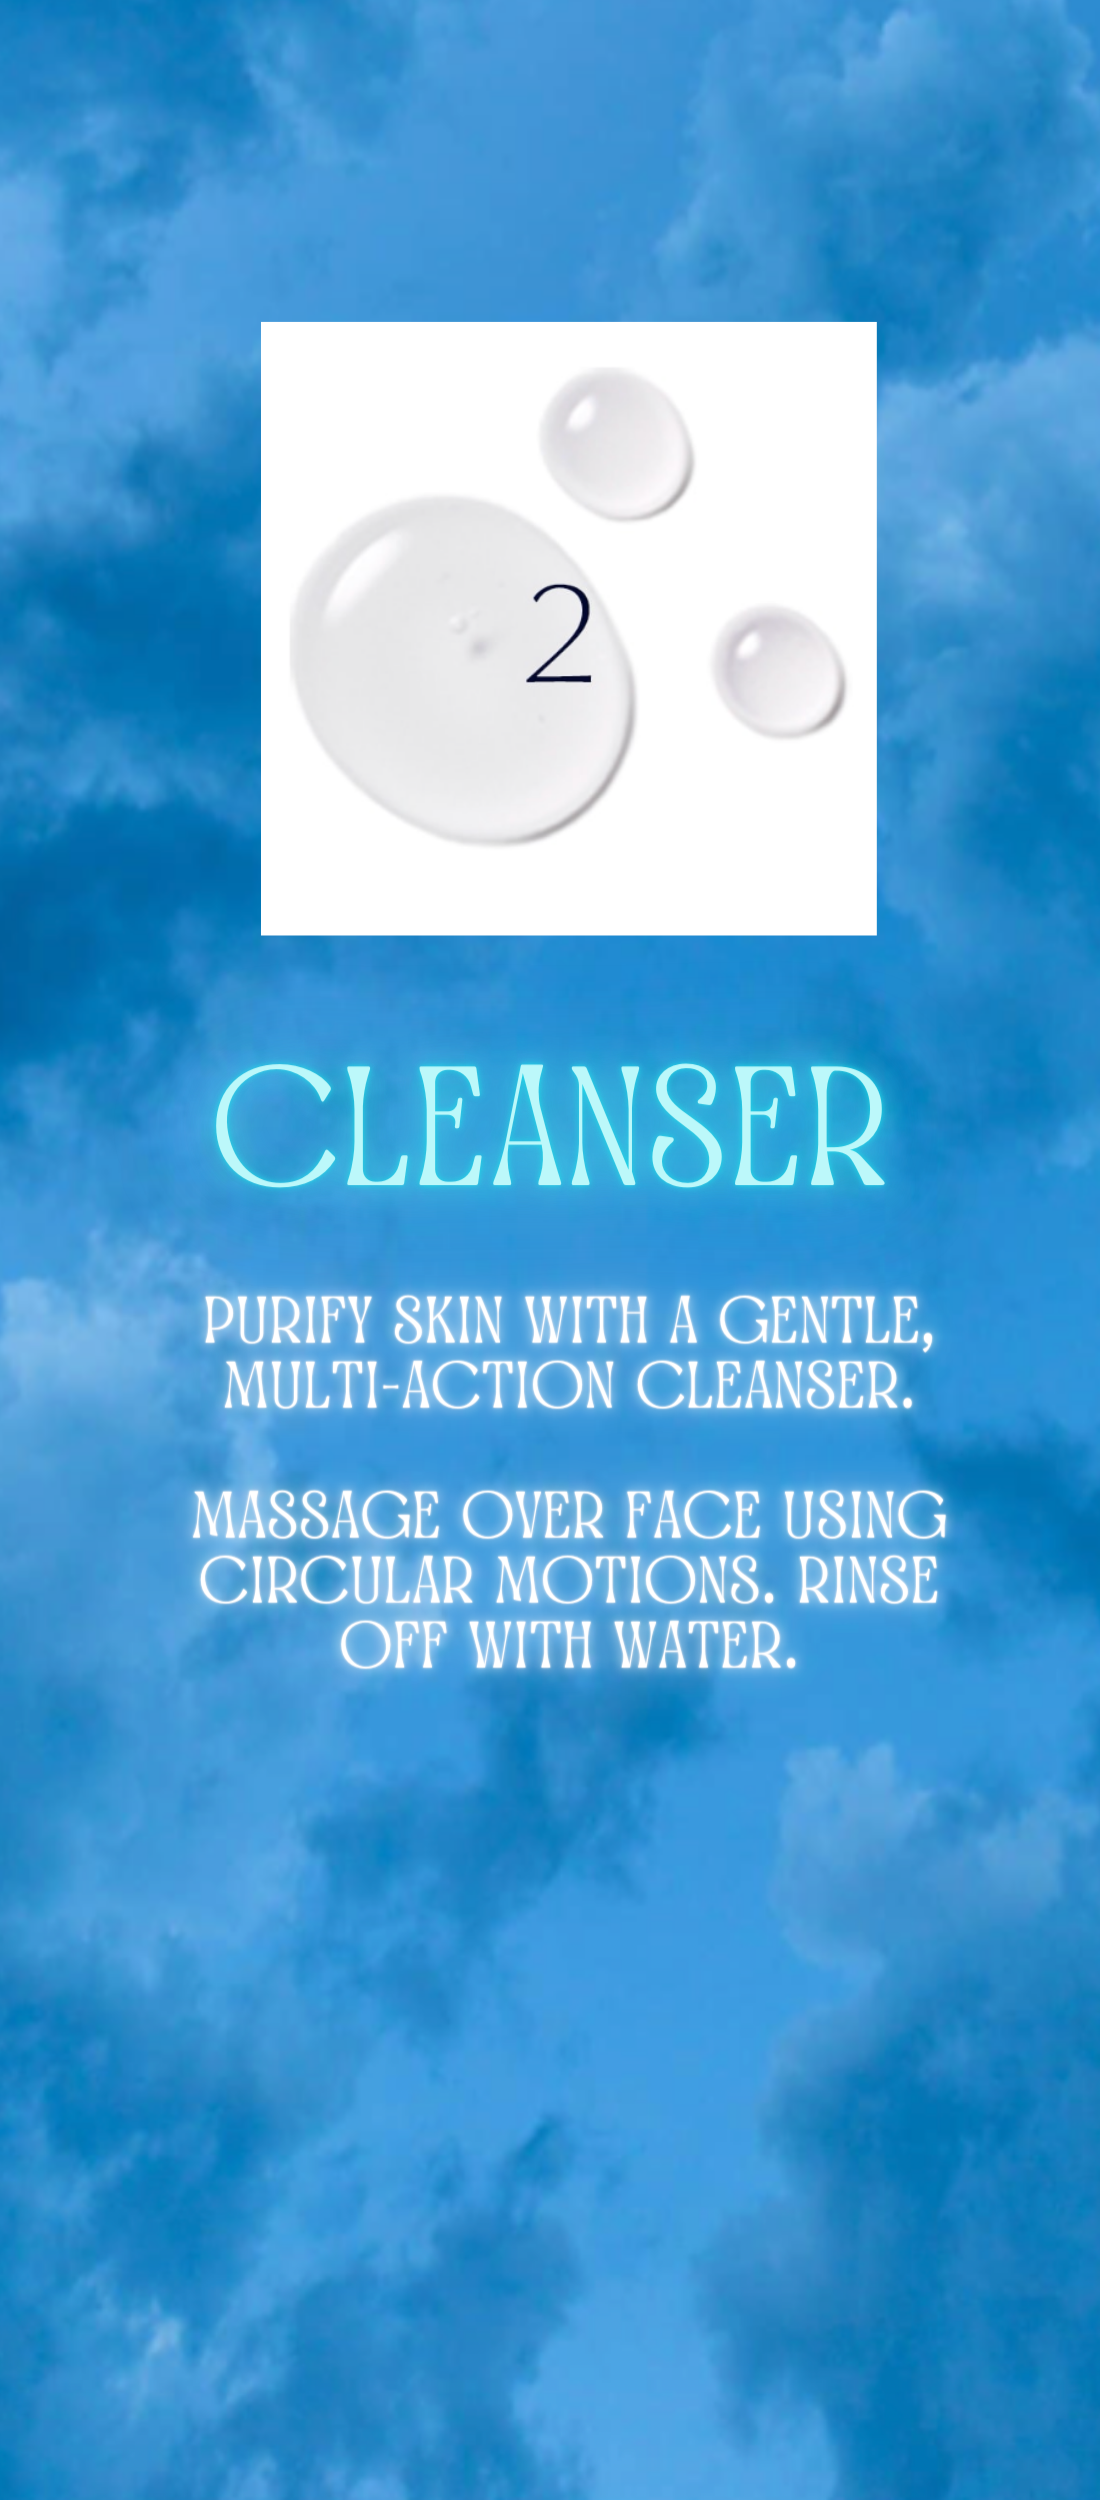 2
CLEANSER
PURIFY SKIN WITH A GENTLE,
MULTI-ACTION CLEANSER.
MASSAGE OVER FACE USING
CIRCULAR MOTIONS. RINSE
OFF WITH WATER.